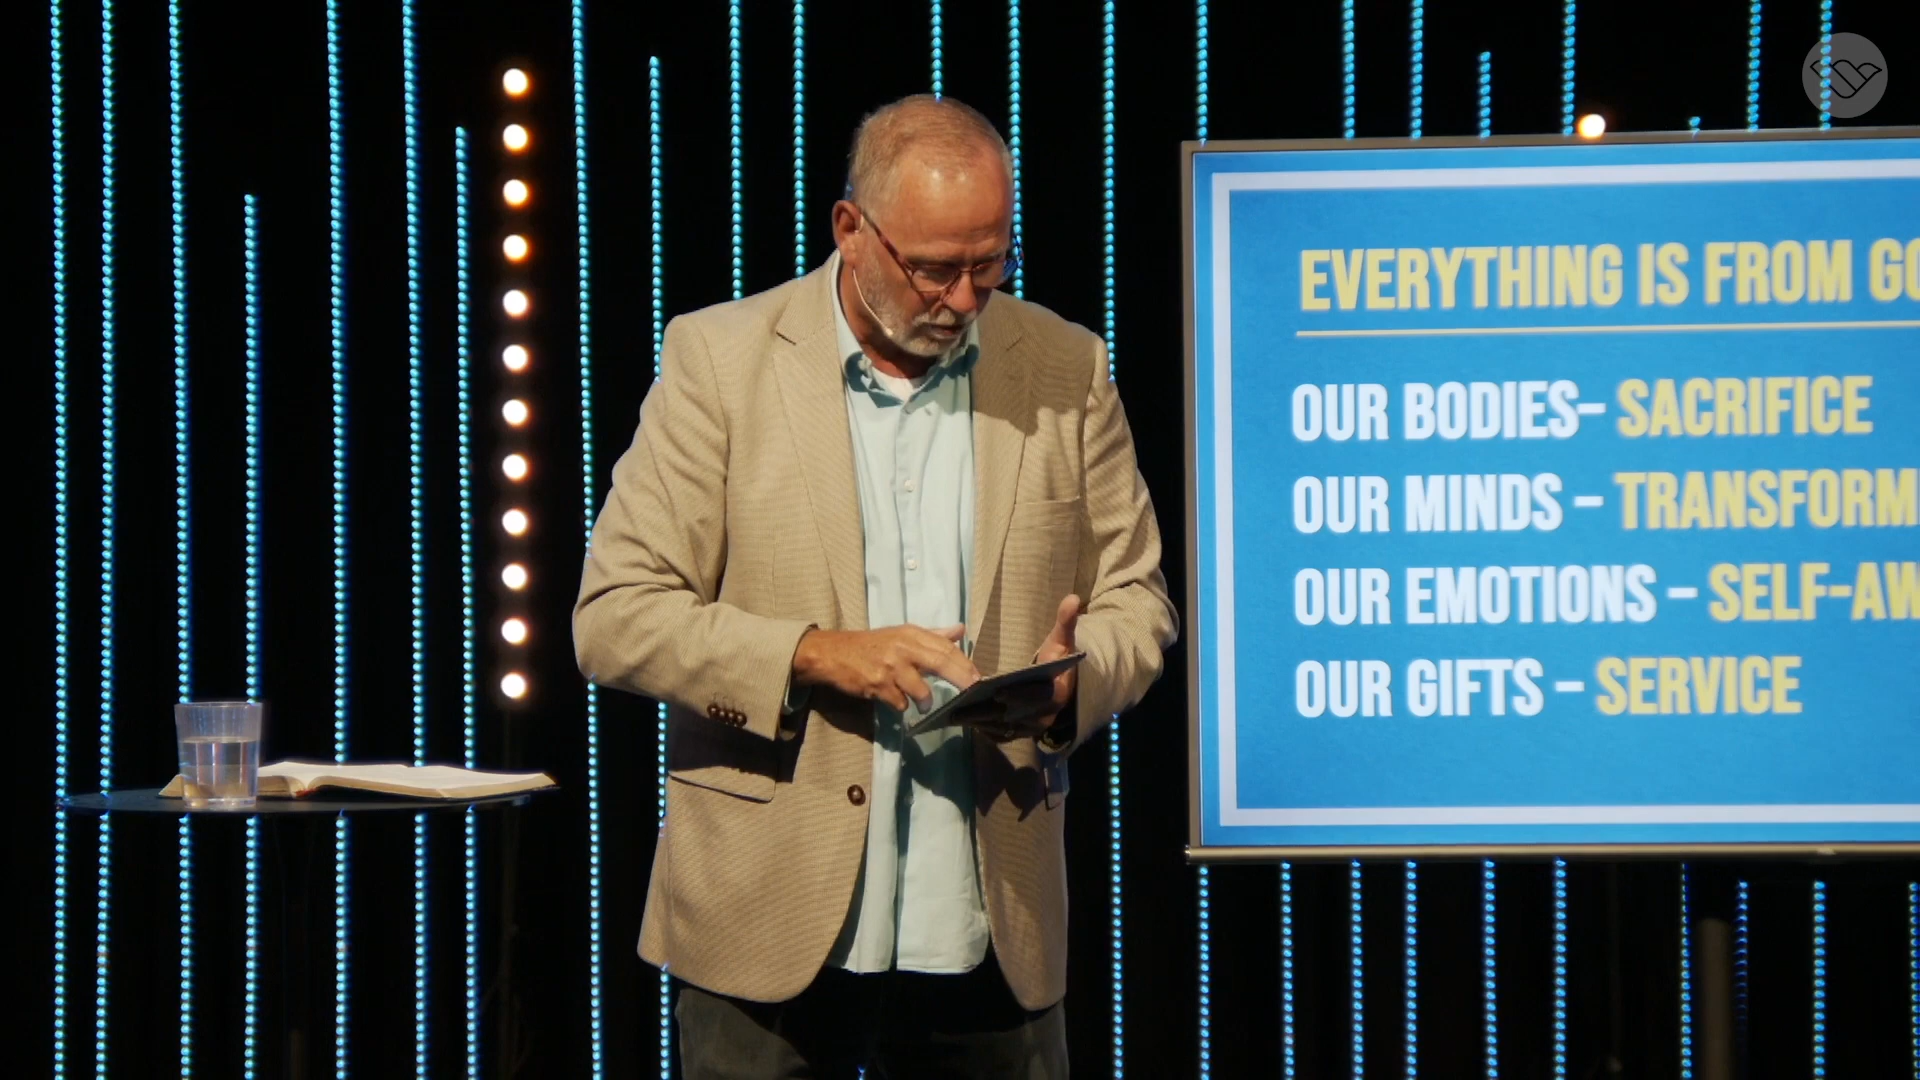 EVERYTHING IS FROM GO
OUR BODIES– SACRIFICE
OUR MINDS – TRANSFORM
OUR EMOTIONS – SELF-AW
OUR GIFTS – SERVICE